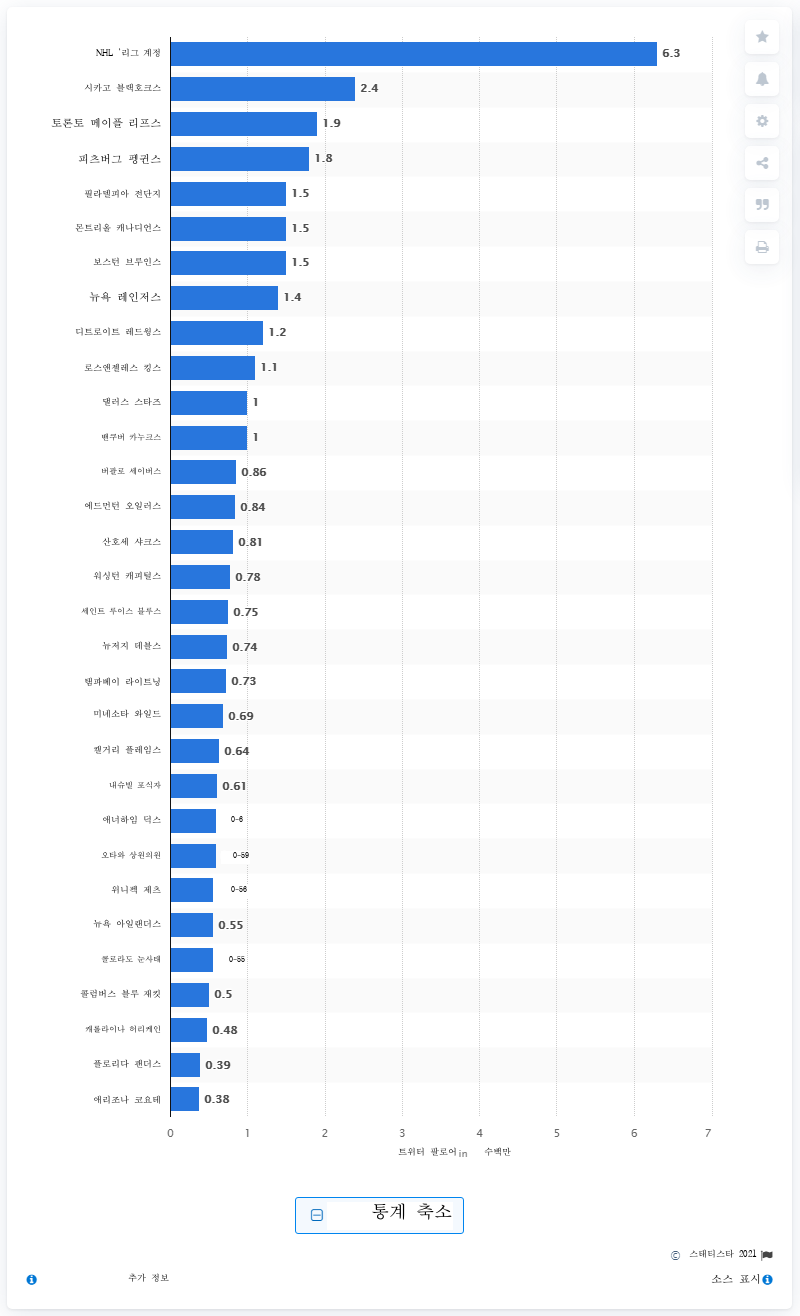 NHL '리그 계정 6.3
시카고 블랙호크스 2.4
토론토 메이플 리프스 1.9
피츠버그 펭귄스 1.8
필라델피아 전단지 1.5
몬트리올 캐나디언스 1.5
보스턴 브루인스 1.5
뉴욕 레인저스 1.4
디트로이트 레드윙스 1.2
로스앤젤레스 킹스 1.1
댈러스 스타즈 1
밴쿠버 카누크스 1
버팔로 세이버스 0.86
에드먼턴 오일러스 0.84
산호세 샤크스 0.81
워싱턴 캐피털스 0.78
세인트 루이스 블루스 0.75
뉴저지 데블스 0.74
탬파베이 라이트닝 0.73
미네소타 와일드 0.69
캘거리 플레임스 0.64
내슈빌 포식자 0.61
애너하임 덕스 0-6
오타와 상원의원 0-59
위니펙 제츠 0-56
뉴욕 아일랜더스 0.55
콜로라도 눈사태 0-55
콜럼버스 블루 재킷 0.5
캐롤라이나 허리케인 0.48
플로리다 팬더스 0.39
애리조나 코요테 0.38
0 1 2 3 4 5 6 7
트위터 팔로어 in 수백만
통계 축소
© 스태티스타 2021
추가 정보 소스 표시